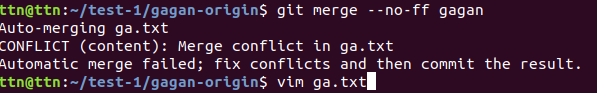 ttn@ttn:~/test-1/gagan-origin$ git merge --no-ff gagan
Auto-merging ga.txt
CONFLICT (content): Merge conflict in ga.txt
Automatic merge failed; fix conflicts and then commit the result.
ttn@ttn:~/test-1/gagan-origin$ vim ga.txt